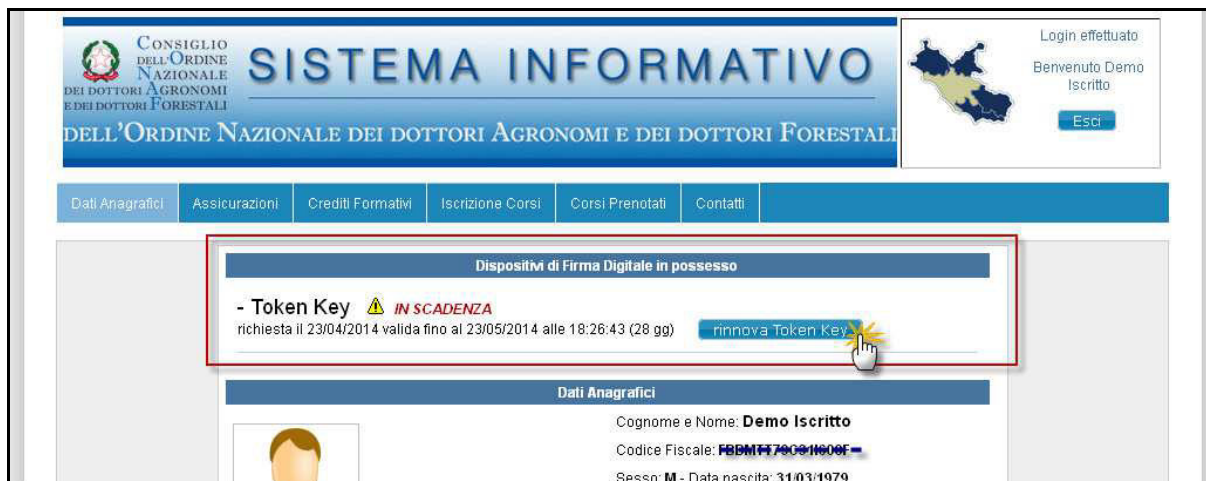 CONSIGLIO
DELL'ORDINE
NAZIONALE
DEI DOTTORI AGRONOMI
E DEI DOTTORI FORESTALI
SISTEMA INFORMATIVO
DELL'ORDINE NAZIONALE DEI DOTTORI AGRONOMI E DEI DOTTORI FORESTALI
Login effettuato
Benvenuto Demo
Iscritto
Esci
Dati Anagrafici Assicurazioni Crediti Formativi Iscrizione Corsi Corsi Prenotati Contatti
Dispositivi di Firma Digitale in possesso
- Token Key IN SCADENZA
richiesta il 23/04/2014 valida fino al 23/05/2014 alle 18:26:43 (28 gg) rinnova Token Key
Dati Anagrafici
Cognome e Nome: Demo Iscritto
Codice Fiscale:
Sesso: M - Data nascita: 31/03/1979